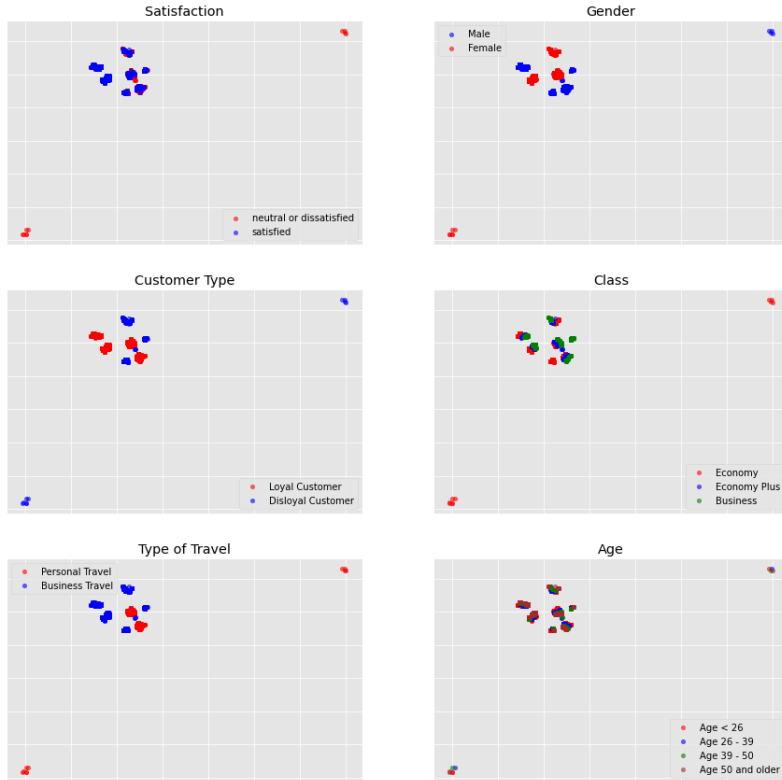 Satisfaction
neutral or dissatisfied
satisfied
Gender
Male
Female
Customer Type
Loyal Customer
Disloyal Customer
Class
Economy
Economy Plus
Business
Type of Travel
Personal Travel
Business Travel
Age
Age < 26
Age 26 - 39
Age 39 - 50
Age 50 and older